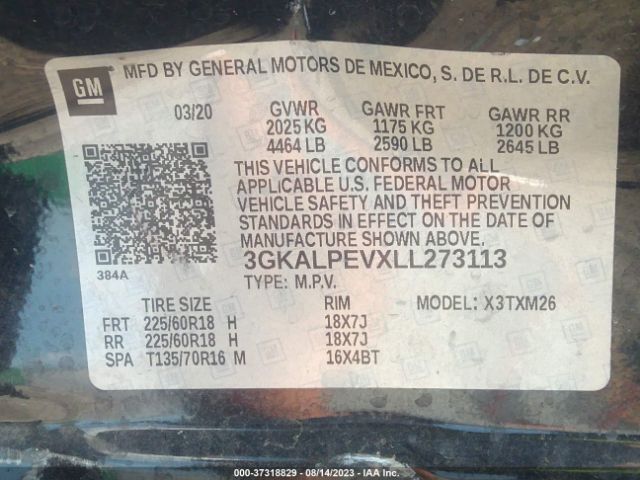 GM
MFD BY GENERAL MOTORS DE MEXICO, S. DE R.L. DE C.V.
03/20 GVWR GAWR FRT GAWR RR
2025 KG 1175 KG 1200 KG
4464 LB 2590 LB 2645 LB
THIS VEHICLE CONFORMS TO ALL
APPLICABLE U.S. FEDERAL MOTOR
VEHICLE SAFETY AND THEFT PREVENTION
STANDARDS IN EFFECT ON THE DATE OF
MANUFACTURE SHOWN ABOVE.
384A
3GKALPEVXLL273113
TYPE: M.P.V.
TIRE SIZE RIM MODEL: X3TXM26
FRT 225/60R18 H 18X7J
RR 225/60R18 H 18X7J
SPA T135/70R16 M 16X4BT
000-37318829 - 08/14/2023 - IAA Inc.